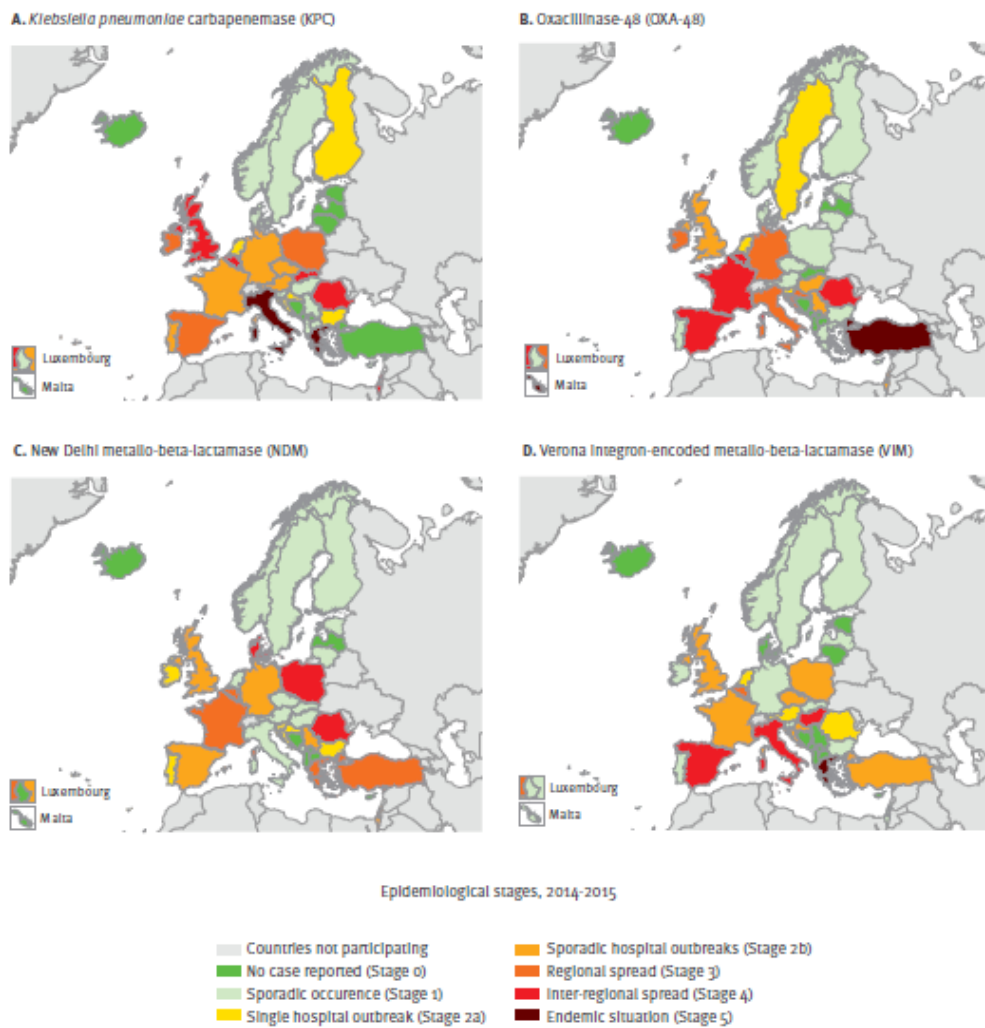 A. Klebsiella pneumoniae carbapenemase (KPC)
B. Oxacillinase-48 (OXA-48)
Luxembourg
Malta
Luxembourg
Malta
C. New Delhi metallo-beta-lactamase (NDM)
D. Verona integron-encoded metallo-beta-lactamase (VIM)
Luxembourg
Malta
Luxembourg
Malta
Epidemiological stages, 2014-2015
Countries not participating
No case reported (Stage 0)
Sporadic occurence (Stage 1)
Single hospital outbreak (Stage 2a)
Sporadic hospital outbreaks (Stage 2b)
Regional spread (Stage 3)
Inter-regional spread (Stage 4)
Endemic situation (Stage 5)